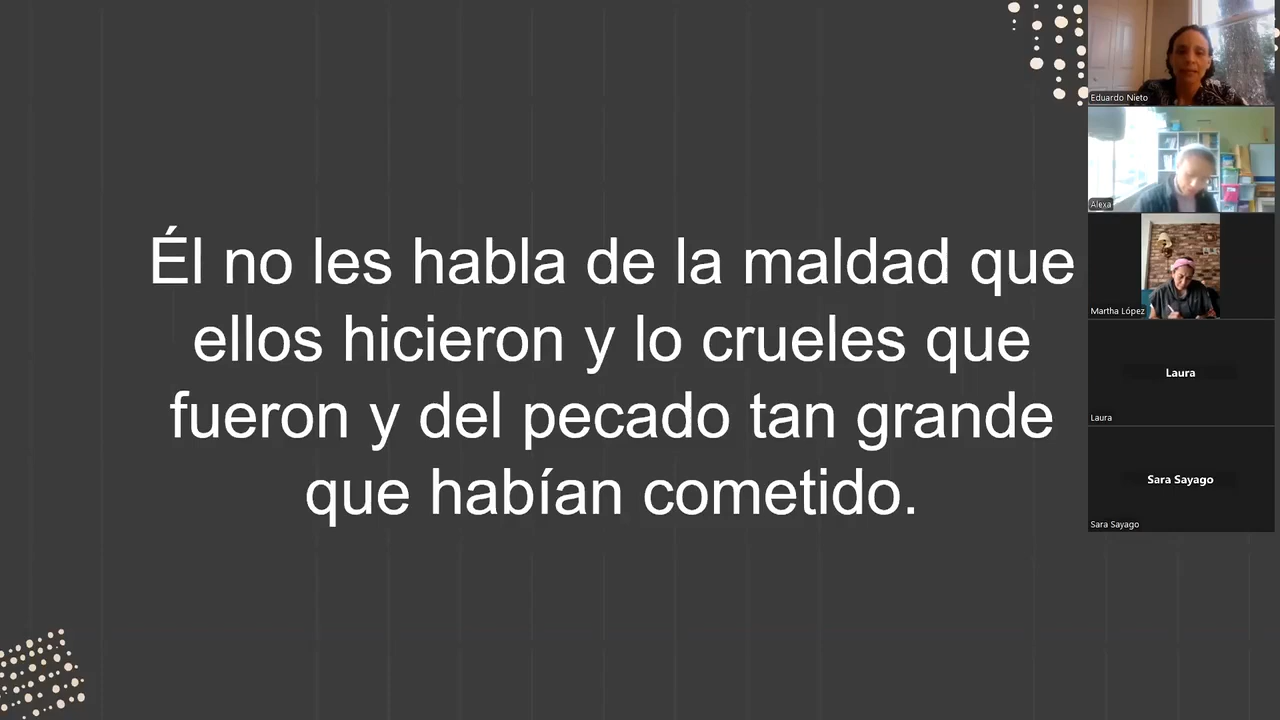 Él no les habla de la maldad que
ellos hicieron y lo crueles que
fueron y del pecado tan grande
que habían cometido.
Eduardo Nieto
Alexa
Martha López
Laura
Laura
Sara Sayago
Sara Sayago